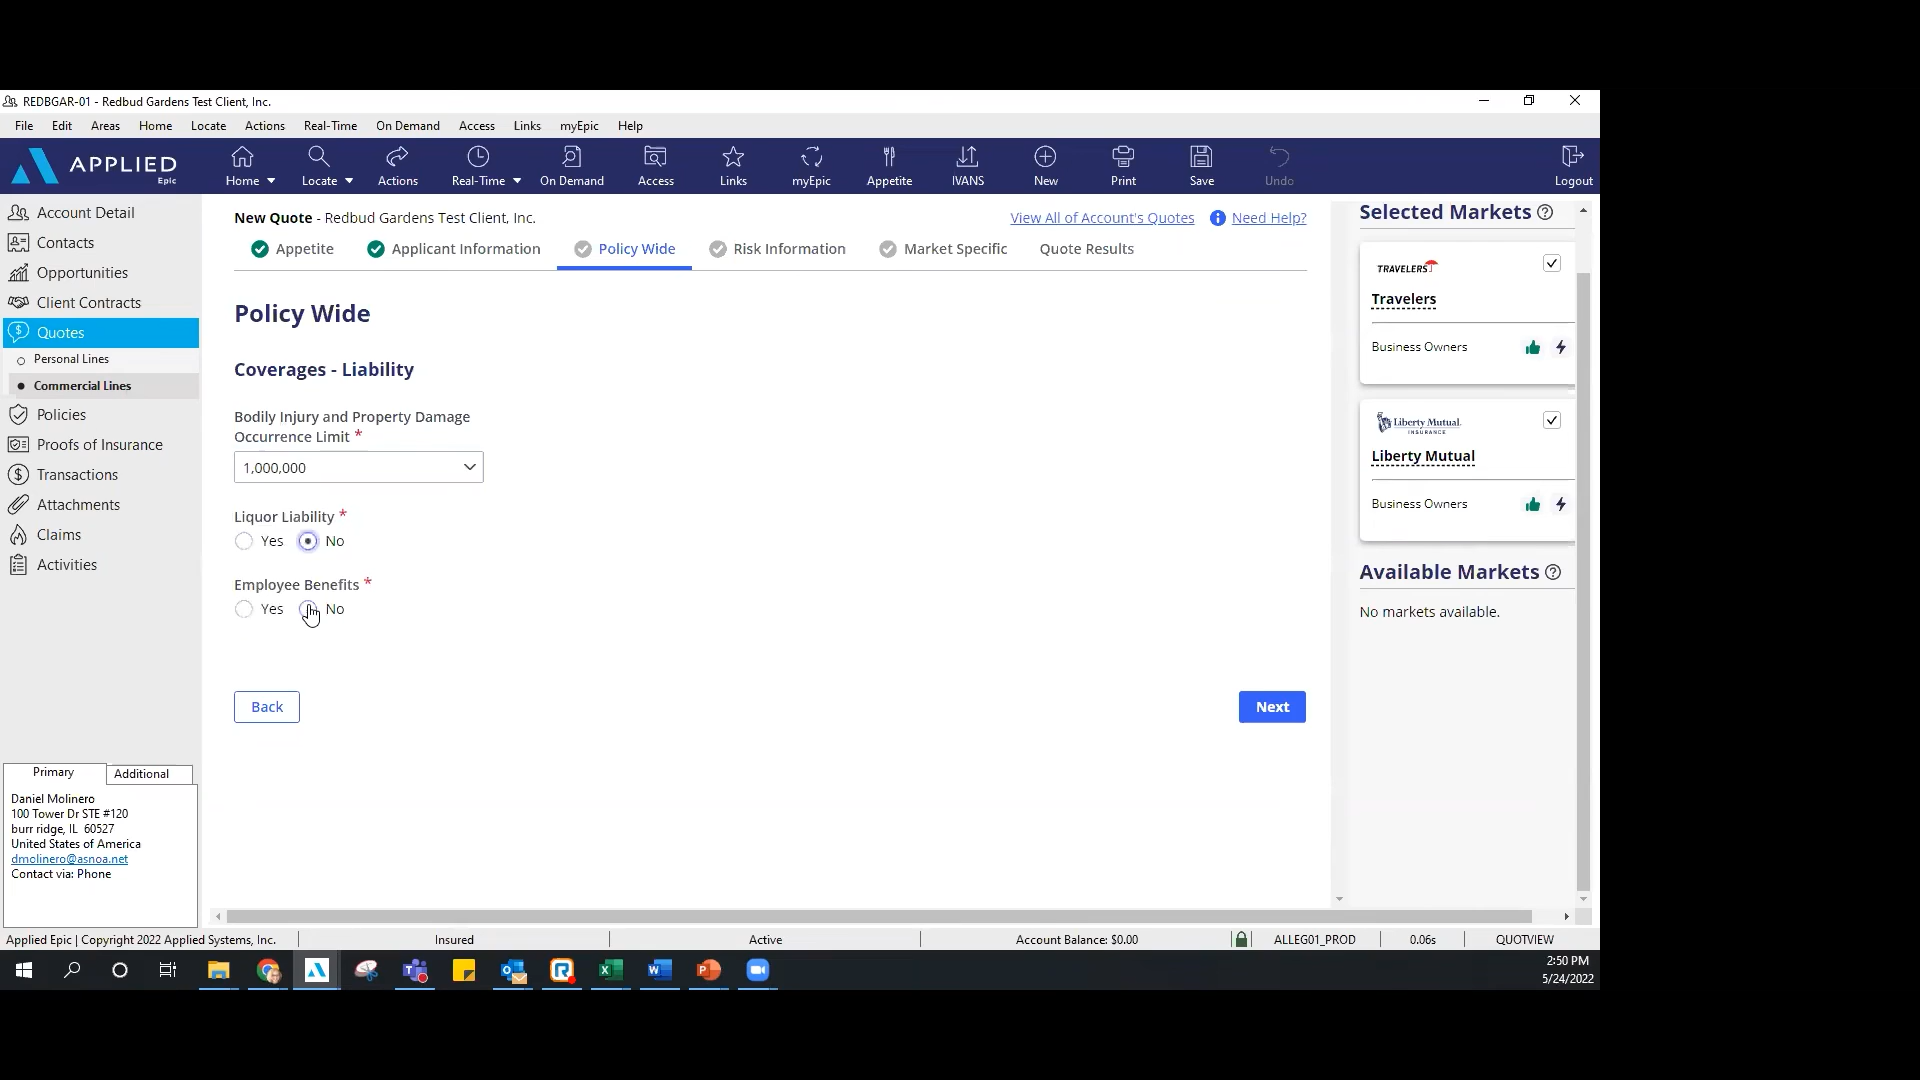 REDBGAR-01 - Redbud Gardens Test Client, Inc.
File Edit Areas Home Locate Actions Real-Time On Demand Access Links myEpic Help
APPLIED
Epic
Home Locate Actions Real-Time On Demand Access Links myEpic Appetite IVANS New Print Save Undo Logout
Account Detail
Contacts
Opportunities
Client Contracts
Quotes
Personal Lines
Commercial Lines
Policies
Proofs of Insurance
Transactions
Attachments
Claims
Activities
Primary Additional
Daniel Molinero
100 Tower Dr STE #120
burr ridge, IL 60527
United States of America
dmolinero@asnoa.net
Contact via: Phone
New Quote - Redbud Gardens Test Client, Inc.
View All of Account's Quotes Need Help?
Appetite Applicant Information Policy Wide Risk Information Market Specific Quote Results
Policy Wide
Coverages - Liability
Bodily Injury and Property Damage
Occurrence Limit *
1,000,000
Liquor Liability *
Yes No
Employee Benefits *
Yes No
Back Next
Selected Markets
TRAVELERS
Travelers
Business Owners
Liberty Mutual
INSURANCE
Liberty Mutual
Business Owners
Available Markets
No markets available.
Applied Epic | Copyright 2022 Applied Systems, Inc. Insured Active Account Balance: $0.00 ALLEG01_PROD 0.06s QUOTVIEW
2:50 PM
5/24/2022